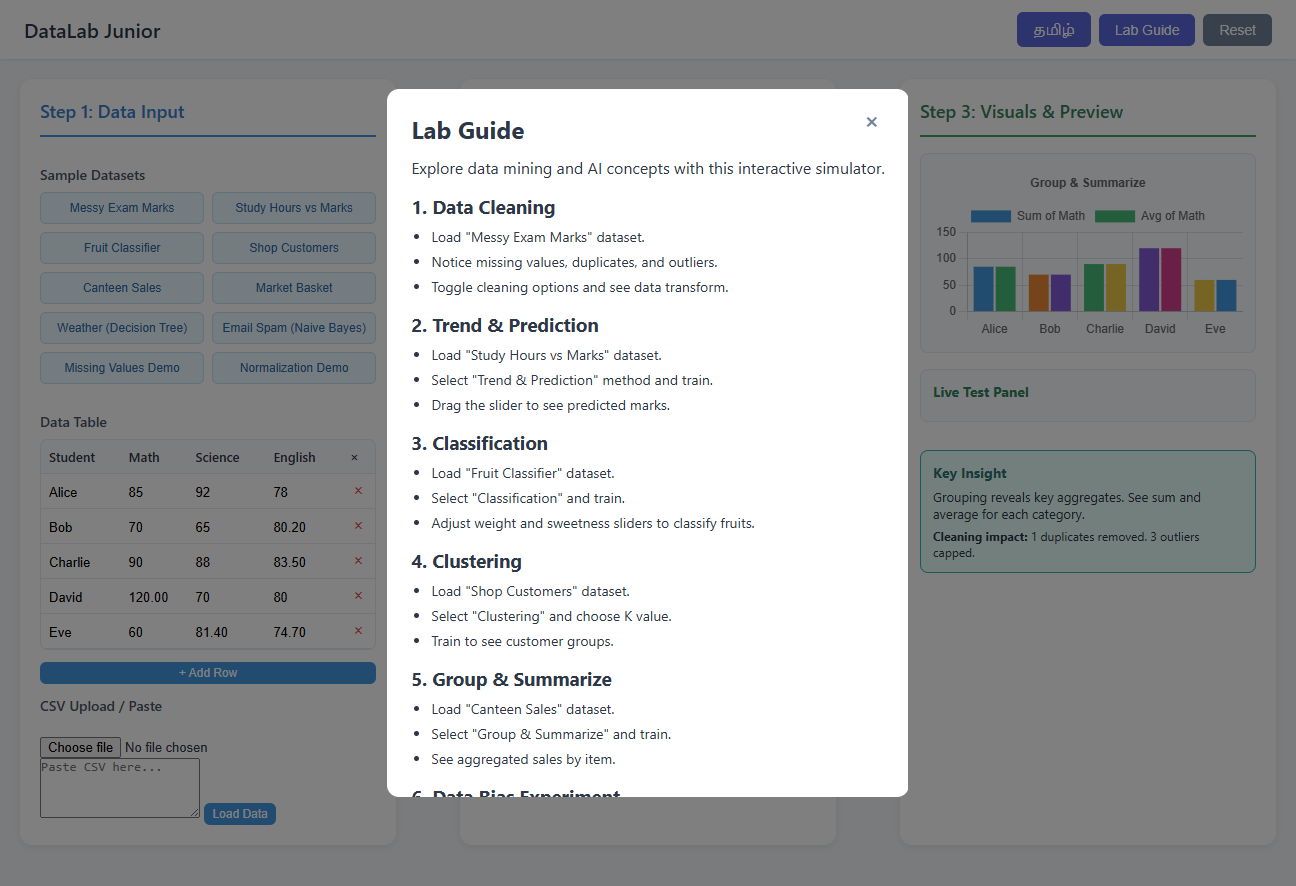 DataLab Junior
தமிழ்
Lab Guide
Reset
Step 1: Data Input
Sample Datasets
Messy Exam Marks
Study Hours vs Marks
Fruit Classifier
Shop Customers
Canteen Sales
Market Basket
Weather (Decision Tree)
Email Spam (Naive Bayes)
Missing Values Demo
Normalization Demo
Data Table
Student Math Science English ×
Alice 85 92 78 ×
Bob 70 65 80.20 ×
Charlie 90 88 83.50 ×
David 120.00 70 80 ×
Eve 60 81.40 74.70 ×
+ Add Row
CSV Upload / Paste
Choose file No file chosen
Paste CSV here...
Load Data
Lab Guide
×
Explore data mining and AI concepts with this interactive simulator.
1. Data Cleaning
• Load "Messy Exam Marks" dataset.
• Notice missing values, duplicates, and outliers.
• Toggle cleaning options and see data transform.
2. Trend & Prediction
• Load "Study Hours vs Marks" dataset.
• Select "Trend & Prediction" method and train.
• Drag the slider to see predicted marks.
3. Classification
• Load "Fruit Classifier" dataset.
• Select "Classification" and train.
• Adjust weight and sweetness sliders to classify fruits.
4. Clustering
• Load "Shop Customers" dataset.
• Select "Clustering" and choose K value.
• Train to see customer groups.
5. Group & Summarize
• Load "Canteen Sales" dataset.
• Select "Group & Summarize" and train.
• See aggregated sales by item.
6. Data Bias Experiment
Step 3: Visuals & Preview
Group & Summarize
Sum of Math Avg of Math
150
100
50
0
Alice Bob Charlie David Eve
Live Test Panel
Key Insight
Grouping reveals key aggregates. See sum and
average for each category.
Cleaning impact: 1 duplicates removed. 3 outliers
capped.